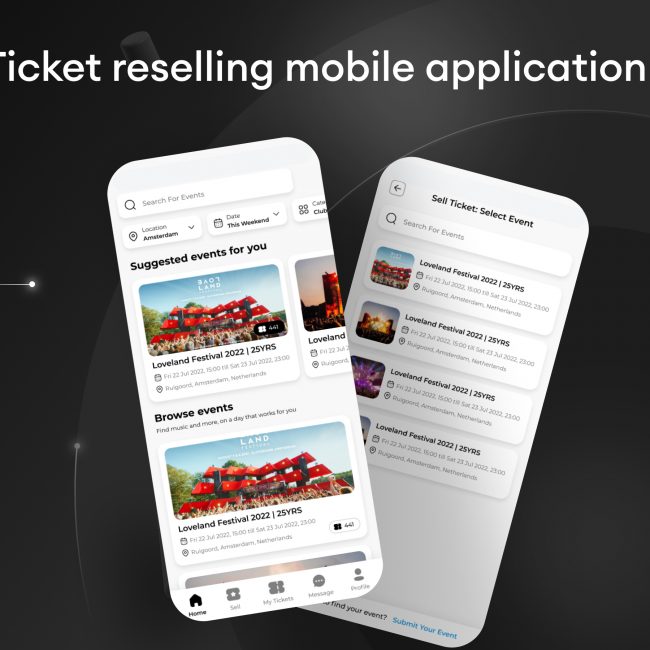 Ticket reselling mobile application
Search For Events
Location
Amsterdam
Date
This Weekend
Cate
Club
Suggested events for you
LOVE
LAND
FESTIVAL
441
Loveland Festival 2022 | 25YRS
Fri 22 Jul 2022, 15:00 till Sat 23 Jul 2022, 23:00
Ruigoord, Amsterdam, Netherlands
Loveland F
Fri 22 Jul
Ruigoord
Browse events
Find music and more, on a day that works for you
LAND
FESTIVAL
Loveland Festival 2022 | 25YRS
Fri 22 Jul 2022, 15:00 till Sat 23 Jul 2022, 23:00
Ruigoord, Amsterdam, Netherlands
441
Home
Sell
My Tickets
Message
Profile
Sell Ticket: Select Event
Search For Events
Loveland Festival 2022 | 25YRS
Fri 22 Jul 2022, 15:00 till Sat 23 Jul 2022, 23:00
Ruigoord, Amsterdam, Netherlands
Loveland Festival 2022 | 25YRS
Fri 22 Jul 2022, 15:00 till Sat 23 Jul 2022, 23:00
Ruigoord, Amsterdam, Netherlands
Loveland Festival 2022 | 25YRS
Fri 22 Jul 2022, 15:00 till Sat 23 Jul 2022, 23:00
Ruigoord, Amsterdam, Netherlands
Loveland Festival 2022 | 25YRS
Fri 22 Jul 2022, 15:00 till Sat 23 Jul 2022, 23:00
Ruigoord, Amsterdam, Netherlands
to find your event? Submit Your Event